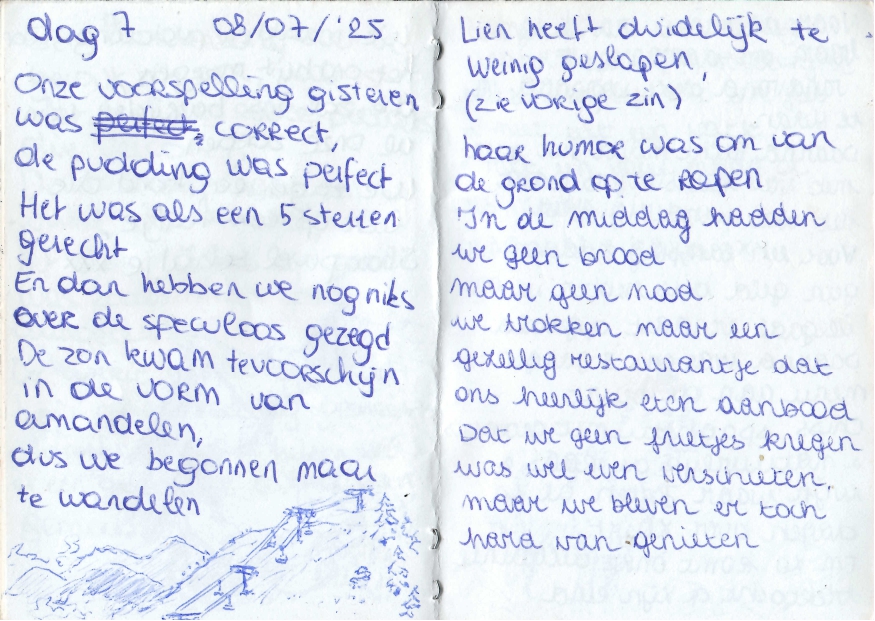 dag 7 08/07/'25
Onze voorspelling gisteren
was perfect, correct
de pudding was perfect
Het was als een 5 sterren
gerecht
En dan hebben we nog niks
over de speculoos gezegd
De zon kwam tevoorschijn
in de vorm van
amandelen,
dus we begonnen maar
te wandelen
Lien heeft duidelijk te
weinig geslapen,
(zie vorige zin)
haar humor was om van
de grond op te rapen
In de middag hadden
we geen brood
maar geen nood
we trokken naar een
gezellig restaurantje dat
ons heerlijk eten aanbood
Dat we geen frietjes kregen
was wel even verschieten,
maar we bleven er toch
hard van genieten